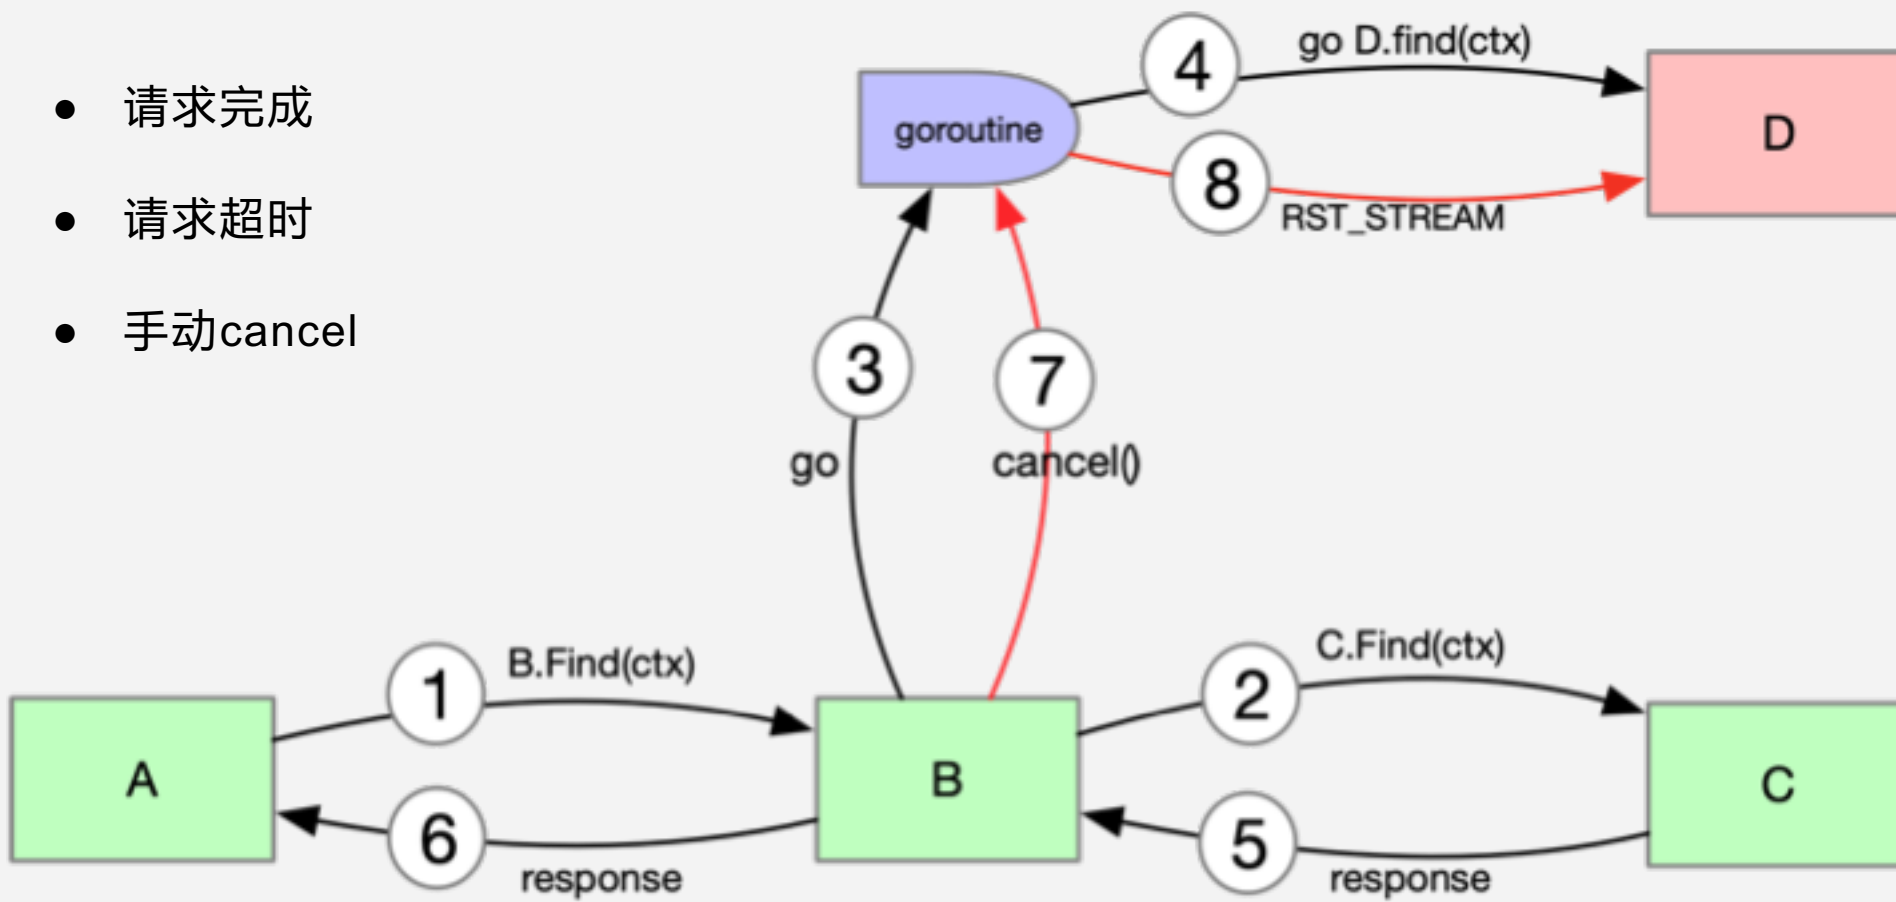 ● 请求完成
● 请求超时
● 手动cancel
4
go D.find(ctx)
goroutine
D
8
RST_STREAM
3
7
go
cancel()
1
B.Find(ctx)
2
C.Find(ctx)
A
B
C
6
response
5
response